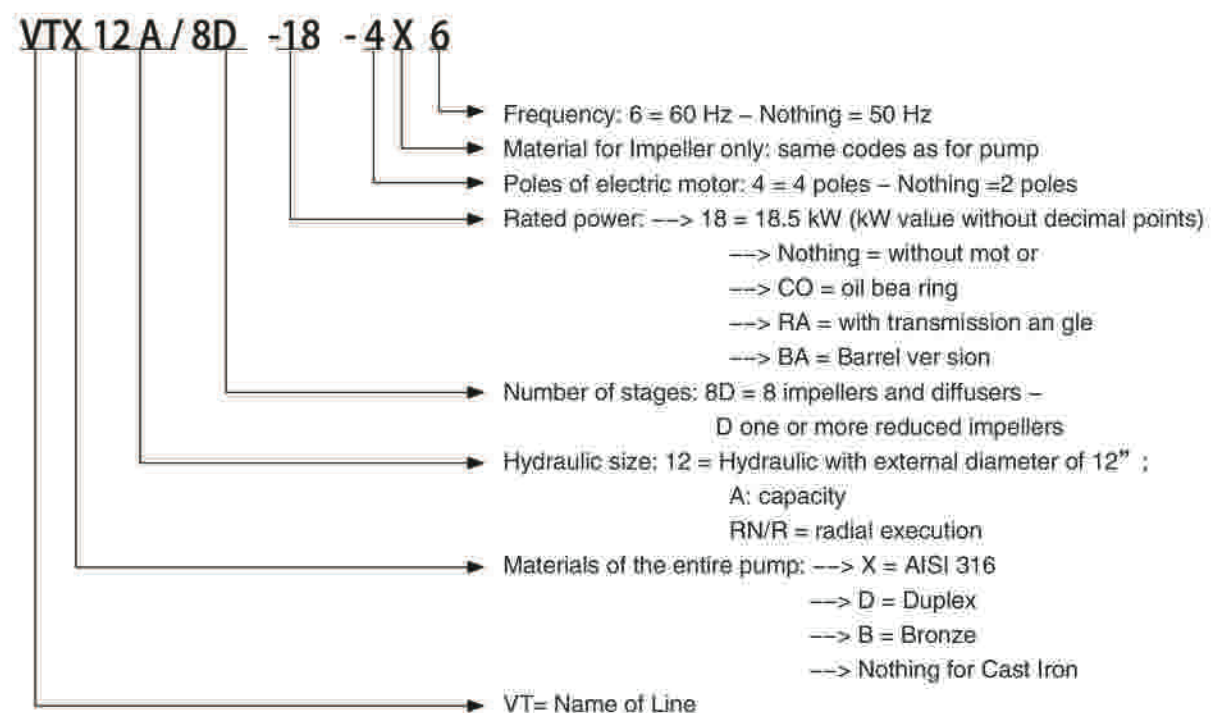 VTX 12 A / 8D -18 - 4 X 6
Frequency: 6 = 60 Hz – Nothing = 50 Hz
Material for Impeller only: same codes as for pump
Poles of electric motor: 4 = 4 poles – Nothing =2 poles
Rated power: ––> 18 = 18.5 kW (kW value without decimal points)
––> Nothing = without mot or
––> CO = oil bea ring
––> RA = with transmission an gle
––> BA = Barrel ver sion
Number of stages: 8D = 8 impellers and diffusers –
D one or more reduced impellers
Hydraulic size: 12 = Hydraulic with external diameter of 12” ;
A: capacity
RN/R = radial execution
Materials of the entire pump: ––> X = AISI 316
––> D = Duplex
––> B = Bronze
––> Nothing for Cast Iron
VT= Name of Line